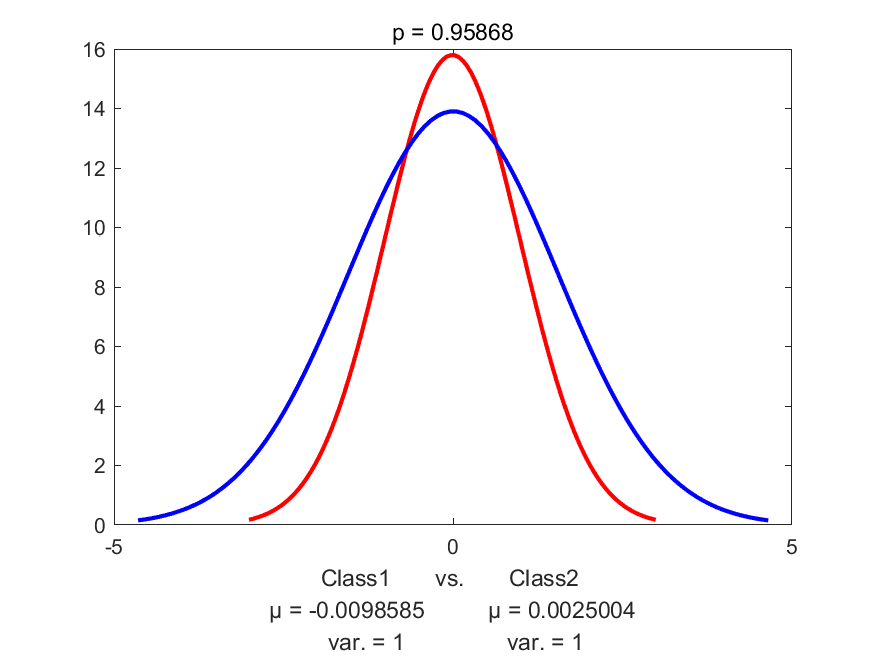 p = 0.95868
16
14
12
10
8
6
4
2
0
-5 0 5
Class1 vs. Class2
μ = -0.0098585 μ = 0.0025004
var. = 1 var. = 1